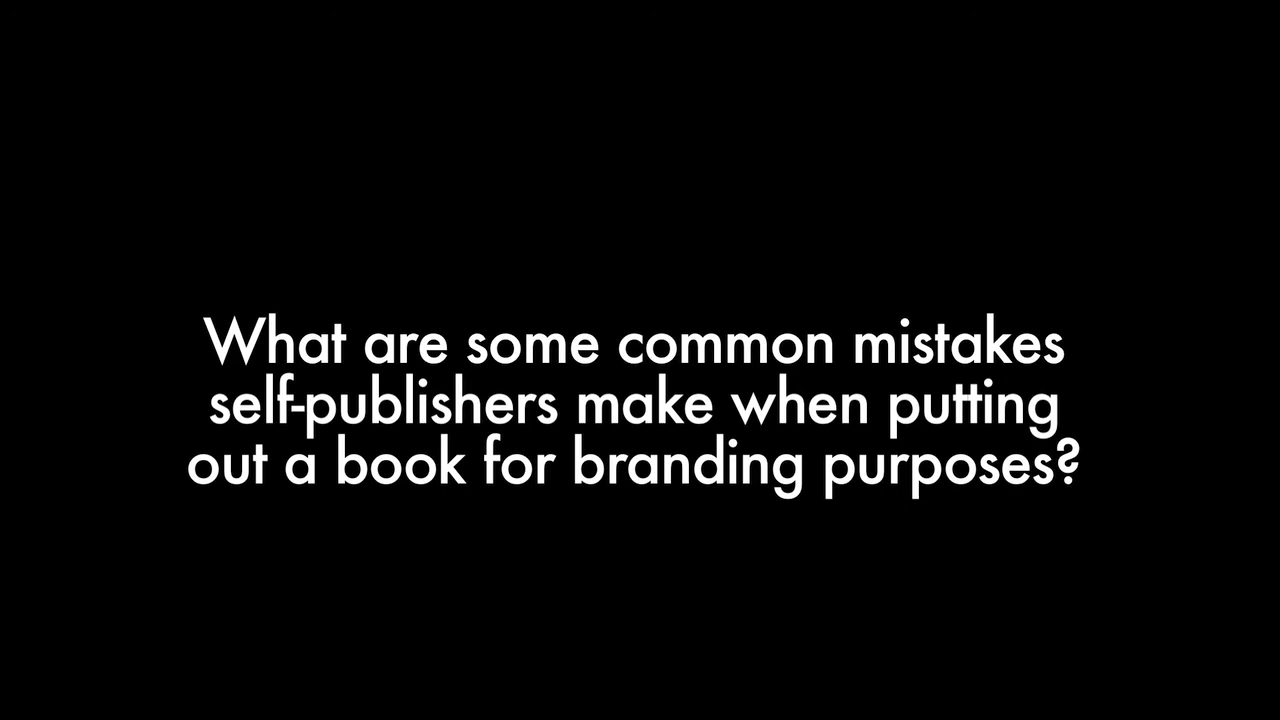 What are some common mistakes
self-publishers make when putting
out a book for branding purposes?